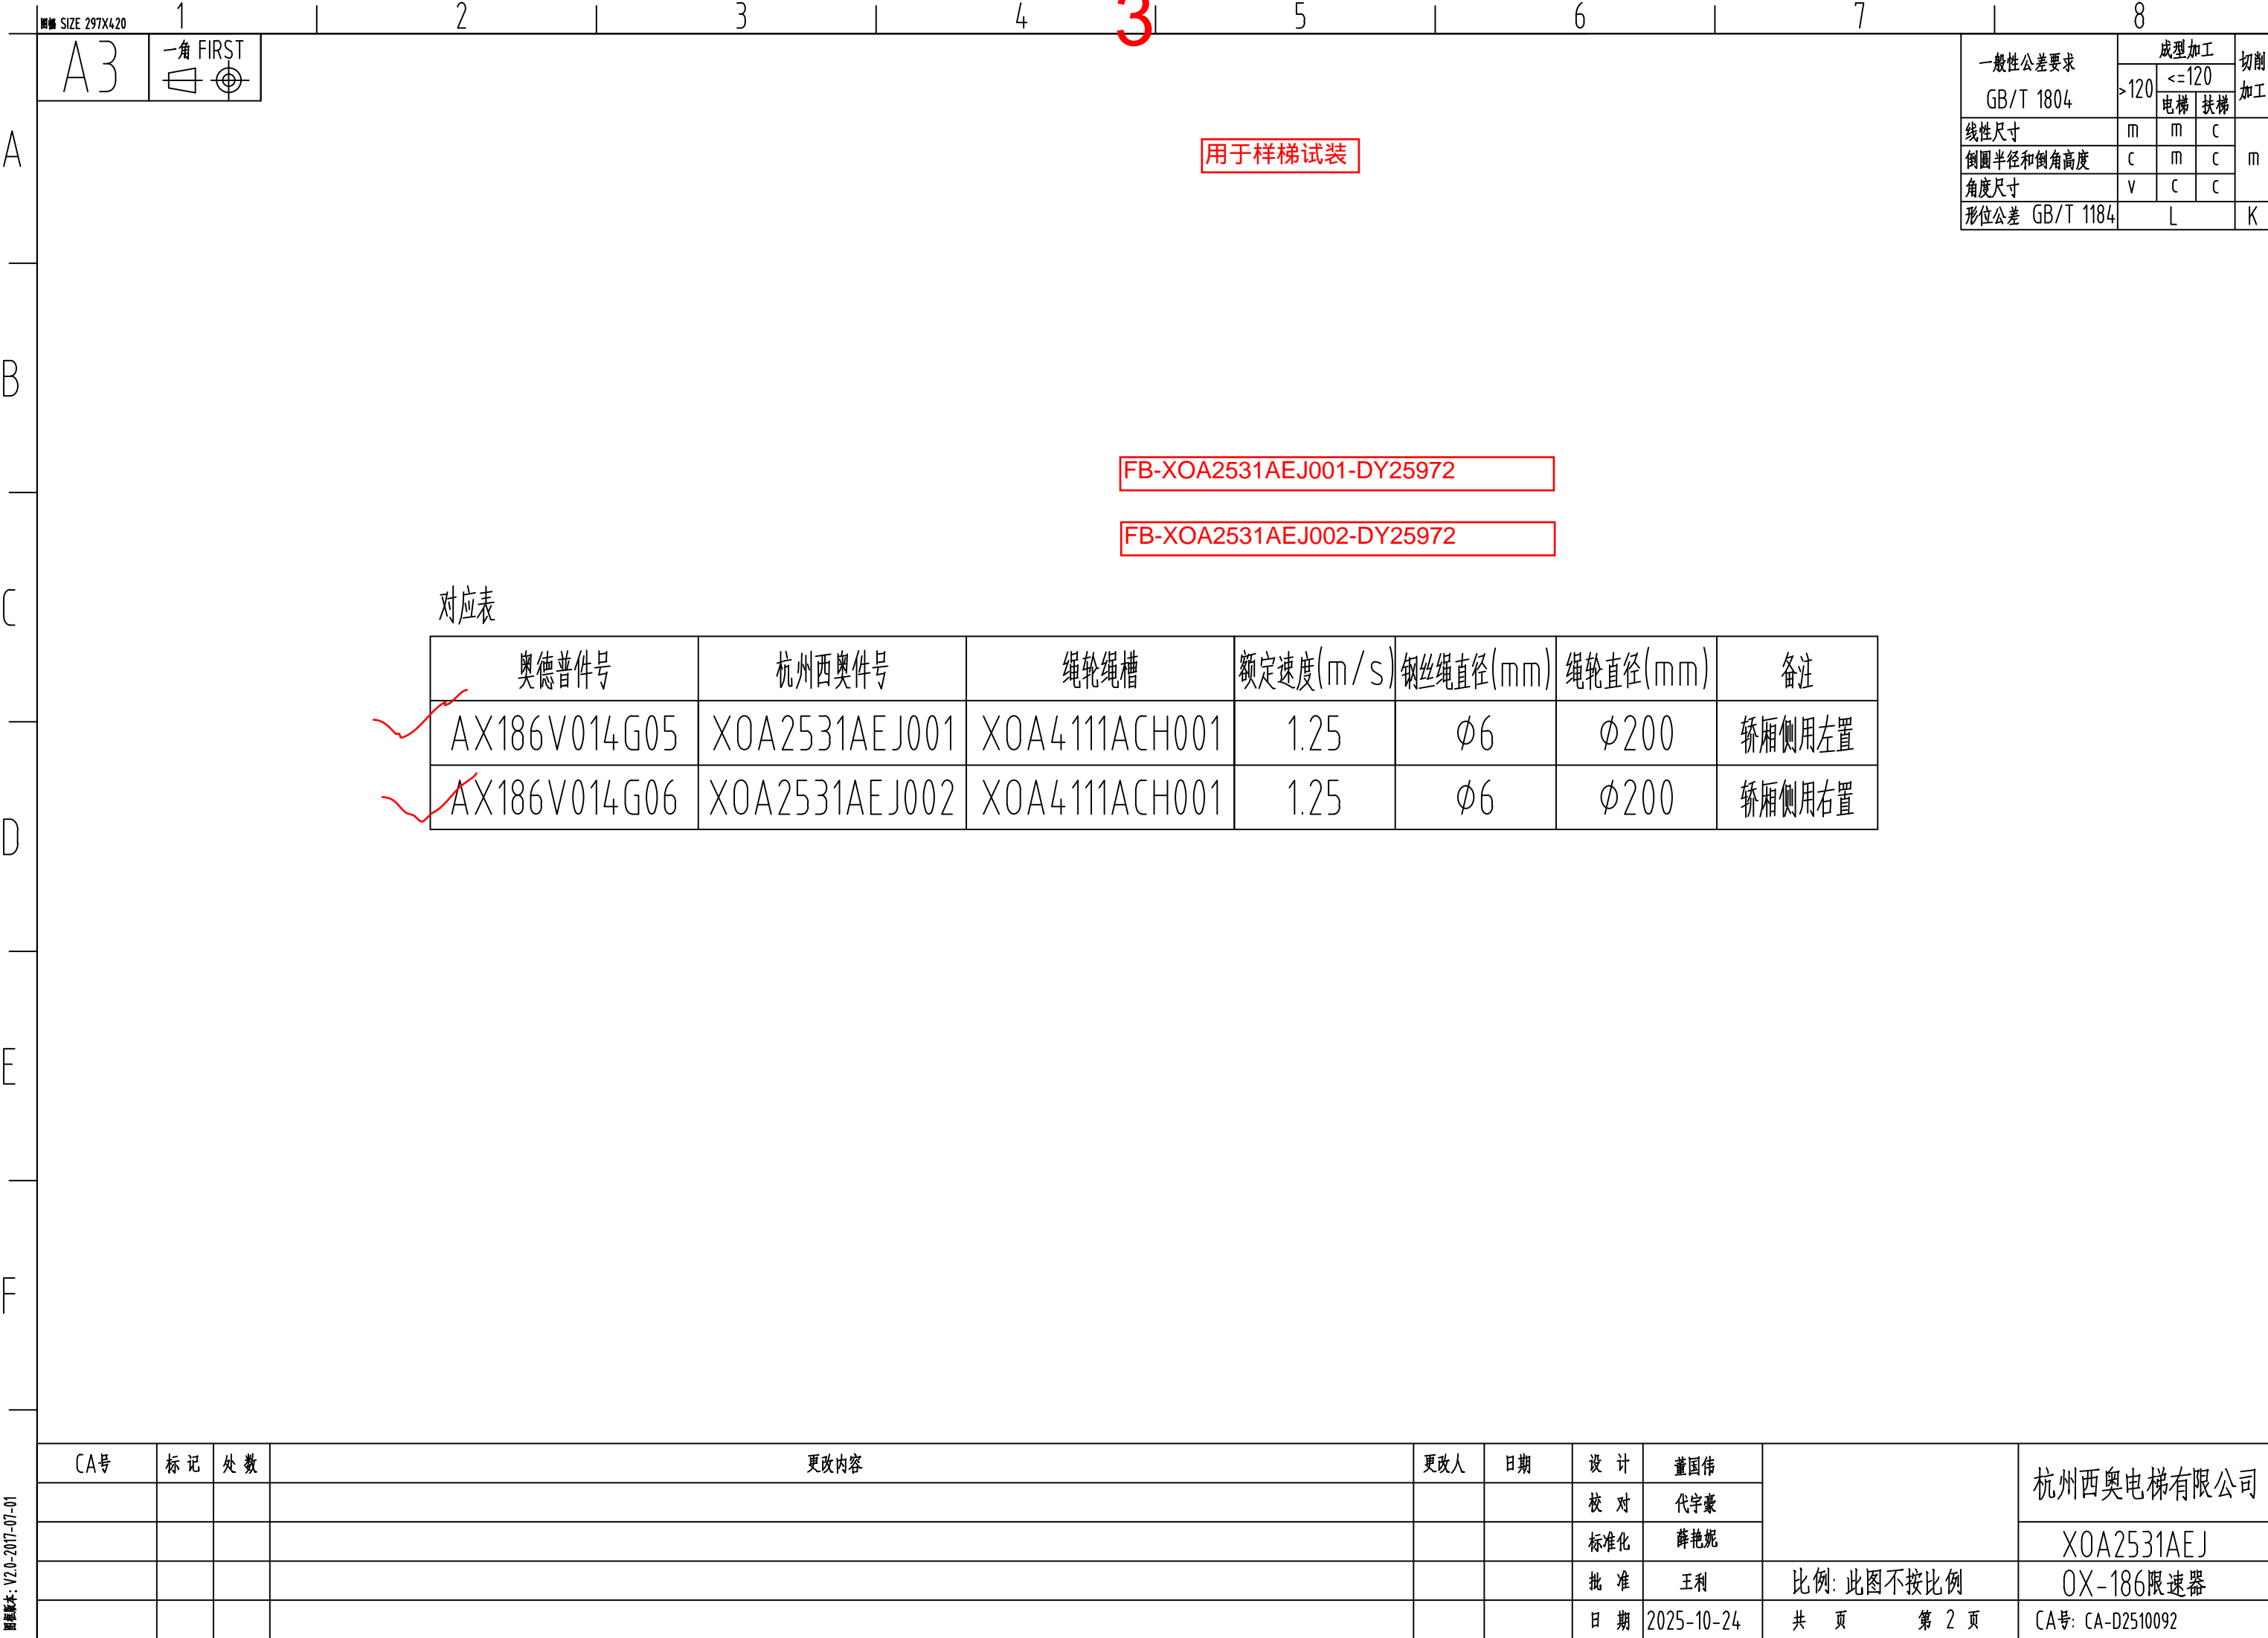 图幅 SIZE 297X420
1 2 3 4 5 6 7 8
3
A3
一角 FIRST
一般性公差要求 GB/T 1804 成型加工 切削加工
>120 <=120
电梯 扶梯
线性尺寸 m m c
倒圆半径和倒角高度 c m c m
角度尺寸 v c c
形位公差 GB/T 1184 L K
A
B
C
D
E
F
用于样梯试装
FB-XOA2531AEJ001-DY25972
FB-XOA2531AEJ002-DY25972
对应表
奥德普件号 杭州西奥件号 绳轮绳槽 额定速度(m/s) 钢丝绳直径(mm) 绳轮直径(mm) 备注
AX186V014G05 XOA2531AEJ001 XOA4111ACH001 1.25 Φ6 Φ200 轿厢侧用左置
AX186V014G06 XOA2531AEJ002 XOA4111ACH001 1.25 Φ6 Φ200 轿厢侧用右置
CA号 标记 处数 更改内容 更改人 日期
设计 董国伟
校对 代宇豪
标准化 薛艳妮
批准 王利
日期 2025-10-24
比例: 此图不按比例
共 页 第 2 页
杭州西奥电梯有限公司
XOA2531AEJ
OX-186限速器
CA号: CA-D2510092
图框版本: V2.0-2017-07-01